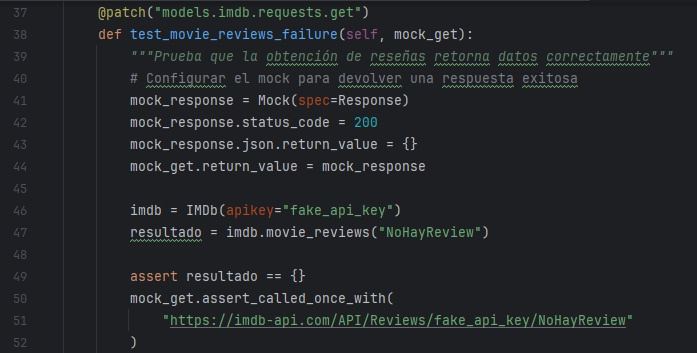 37 @patch("models.imdb.requests.get")
38 def test_movie_reviews_failure(self, mock_get):
39 """Prueba que la obtención de reseñas retorna datos correctamente"""
40 # Configurar el mock para devolver una respuesta exitosa
41 mock_response = Mock(spec=Response)
42 mock_response.status_code = 200
43 mock_response.json.return_value = {}
44 mock_get.return_value = mock_response
45
46 imdb = IMDb(apikey="fake_api_key")
47 resultado = imdb.movie_reviews("NoHayReview")
48
49 assert resultado == {}
50 mock_get.assert_called_once_with(
51 "https://imdb-api.com/API/Reviews/fake_api_key/NoHayReview"
52 )